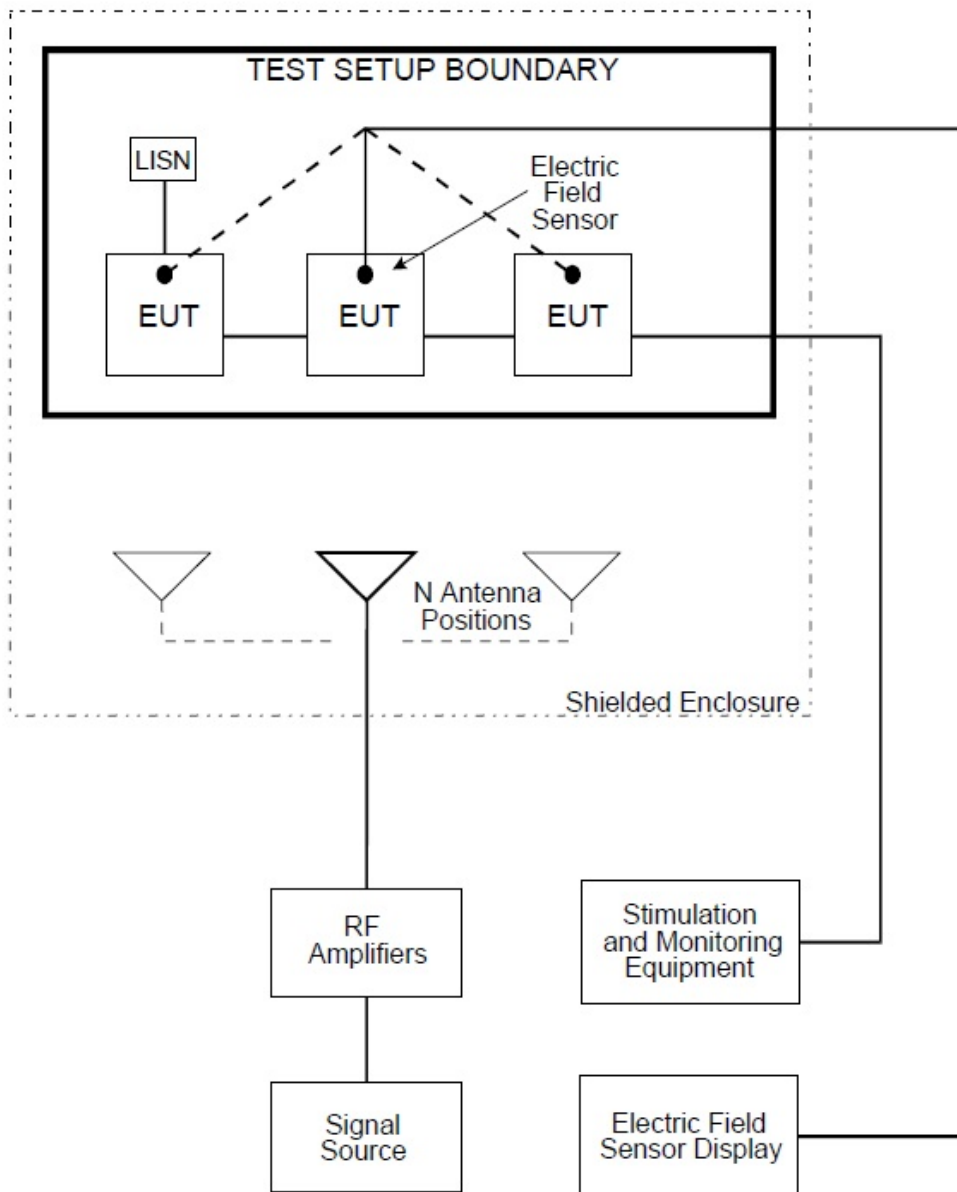 TEST SETUP BOUNDARY
LISN
Electric
Field
Sensor
EUT
EUT
EUT
N Antenna
Positions
Shielded Enclosure
RF
Amplifiers
Stimulation
and Monitoring
Equipment
Signal
Source
Electric Field
Sensor Display